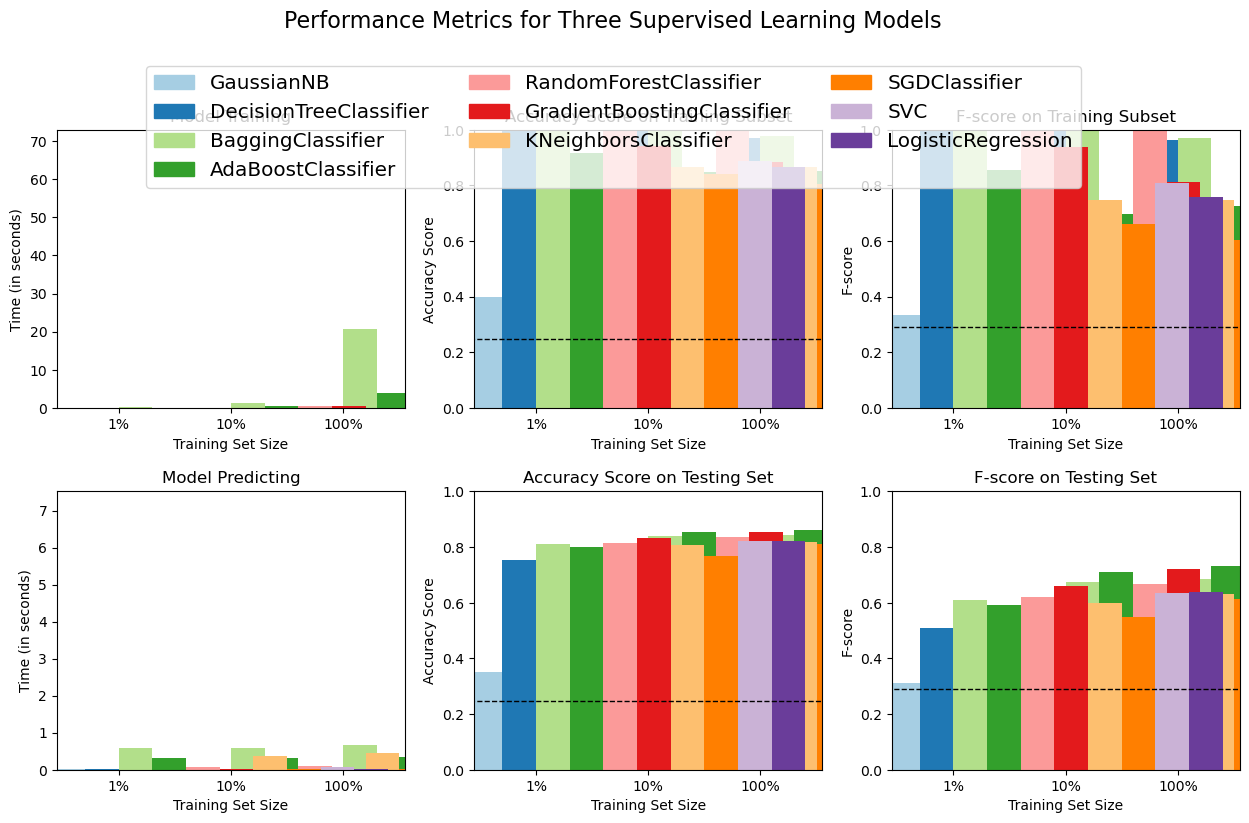 Performance Metrics for Three Supervised Learning Models
GaussianNB
DecisionTreeClassifier
BaggingClassifier
AdaBoostClassifier
RandomForestClassifier
GradientBoostingClassifier
KNeighborsClassifier
SGDClassifier
SVC
LogisticRegression
Model Training
70
60
50
40
30
20
10
0
Time (in seconds)
1% 10% 100%
Training Set Size
Accuracy Score on Training Subset
1.0
0.8
0.6
0.4
0.2
0.0
Accuracy Score
1% 10% 100%
Training Set Size
F-score on Training Subset
1.0
0.8
0.6
0.4
0.2
0.0
F-score
1% 10% 100%
Training Set Size
Model Predicting
7
6
5
4
3
2
1
0
Time (in seconds)
1% 10% 100%
Training Set Size
Accuracy Score on Testing Set
1.0
0.8
0.6
0.4
0.2
0.0
Accuracy Score
1% 10% 100%
Training Set Size
F-score on Testing Set
1.0
0.8
0.6
0.4
0.2
0.0
F-score
1% 10% 100%
Training Set Size